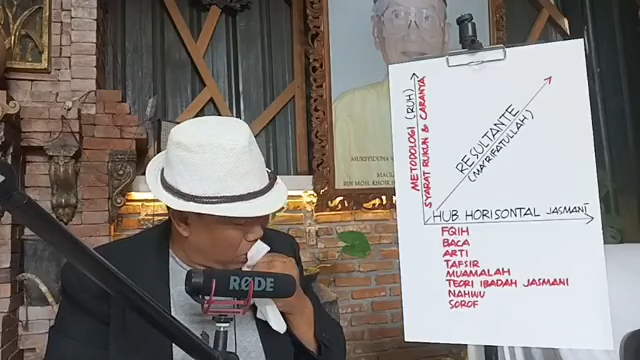 MURSYIDUNA
METODOLOGI (RUH)
SYARAT RUKUN & CARANYA
RESULTANTE
(MA'RIFATULLAH)
HUB. HORISONTAL JASMANI
FQIH
BACA
ARTI
TAFSIR
MUAMALAH
TEORI IBADAH JASMANI
NAHWU
SOROF
RØDE